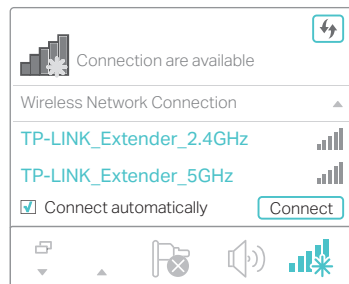 Connection are available
Wireless Network Connection
TP-LINK_Extender_2.4GHz
TP-LINK_Extender_5GHz
Connect automatically
Connect